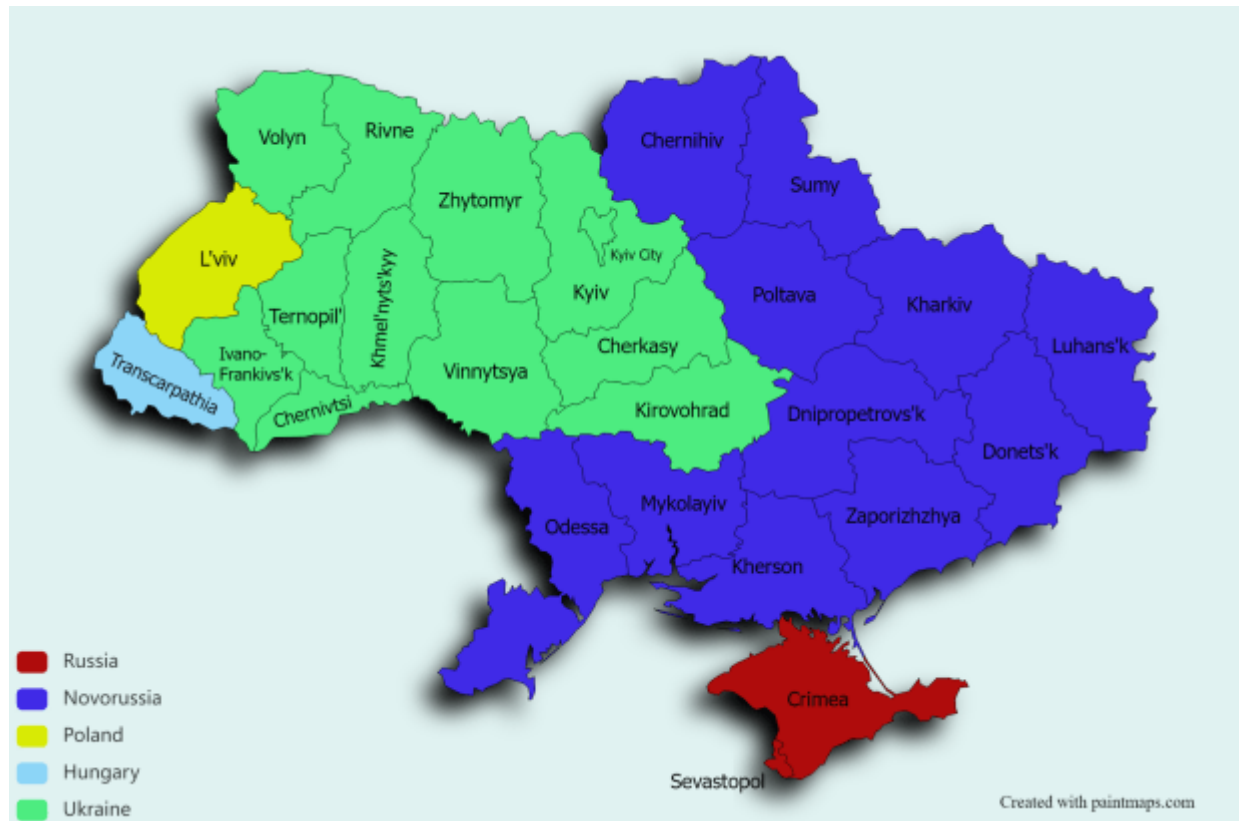 Volyn
Rivne
Chernihiv
Sumy
Zhytomyr
L'viv
Kyiv City
Kyiv
Ternopil'
Khmel'nyts'kyy
Poltava
Kharkiv
Luhans'k
Ivano-
Frankivs'k
Transcarpathia
Chernivtsi
Vinnytsya
Cherkasy
Kirovohrad
Dnipropetrovs'k
Donets'k
Odessa
Mykolayiv
Zaporizhzhya
Kherson
Crimea
Sevastopol
Russia
Novorussia
Poland
Hungary
Ukraine
Created with paintmaps.com